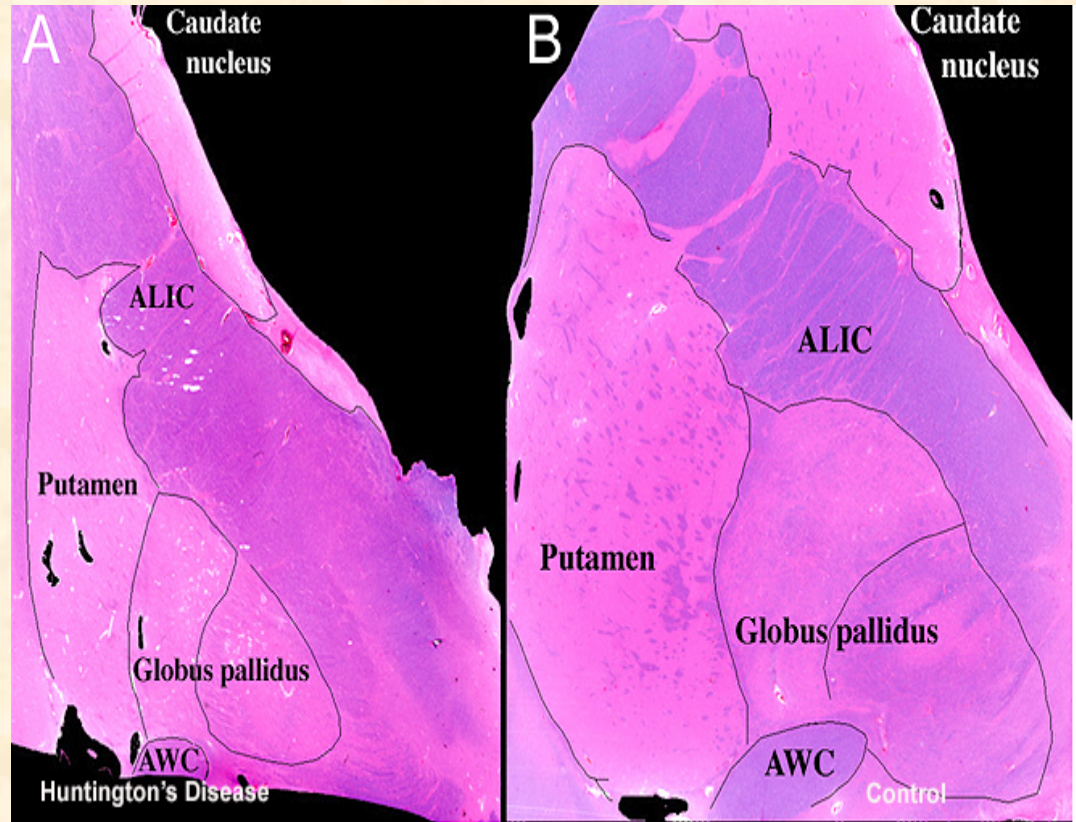 A
Caudate
nucleus
ALIC
Putamen
Globus pallidus
AWC
Huntington's Disease
B
Caudate
nucleus
ALIC
Putamen
Globus pallidus
AWC
Control